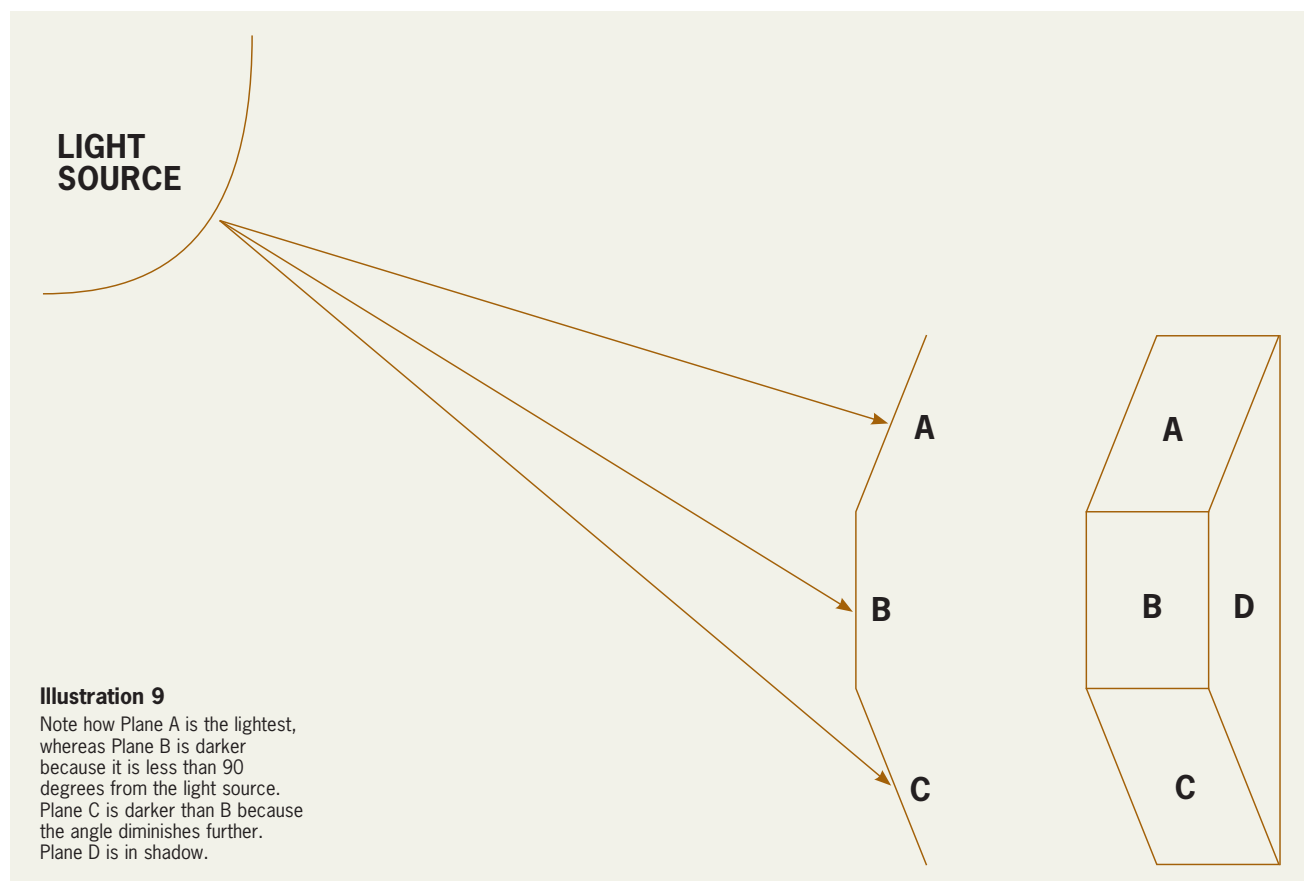 LIGHT
SOURCE
A
A
B
B
D
C
C
Illustration 9
Note how Plane A is the lightest,
whereas Plane B is darker
because it is less than 90
degrees from the light source.
Plane C is darker than B because
the angle diminishes further.
Plane D is in shadow.